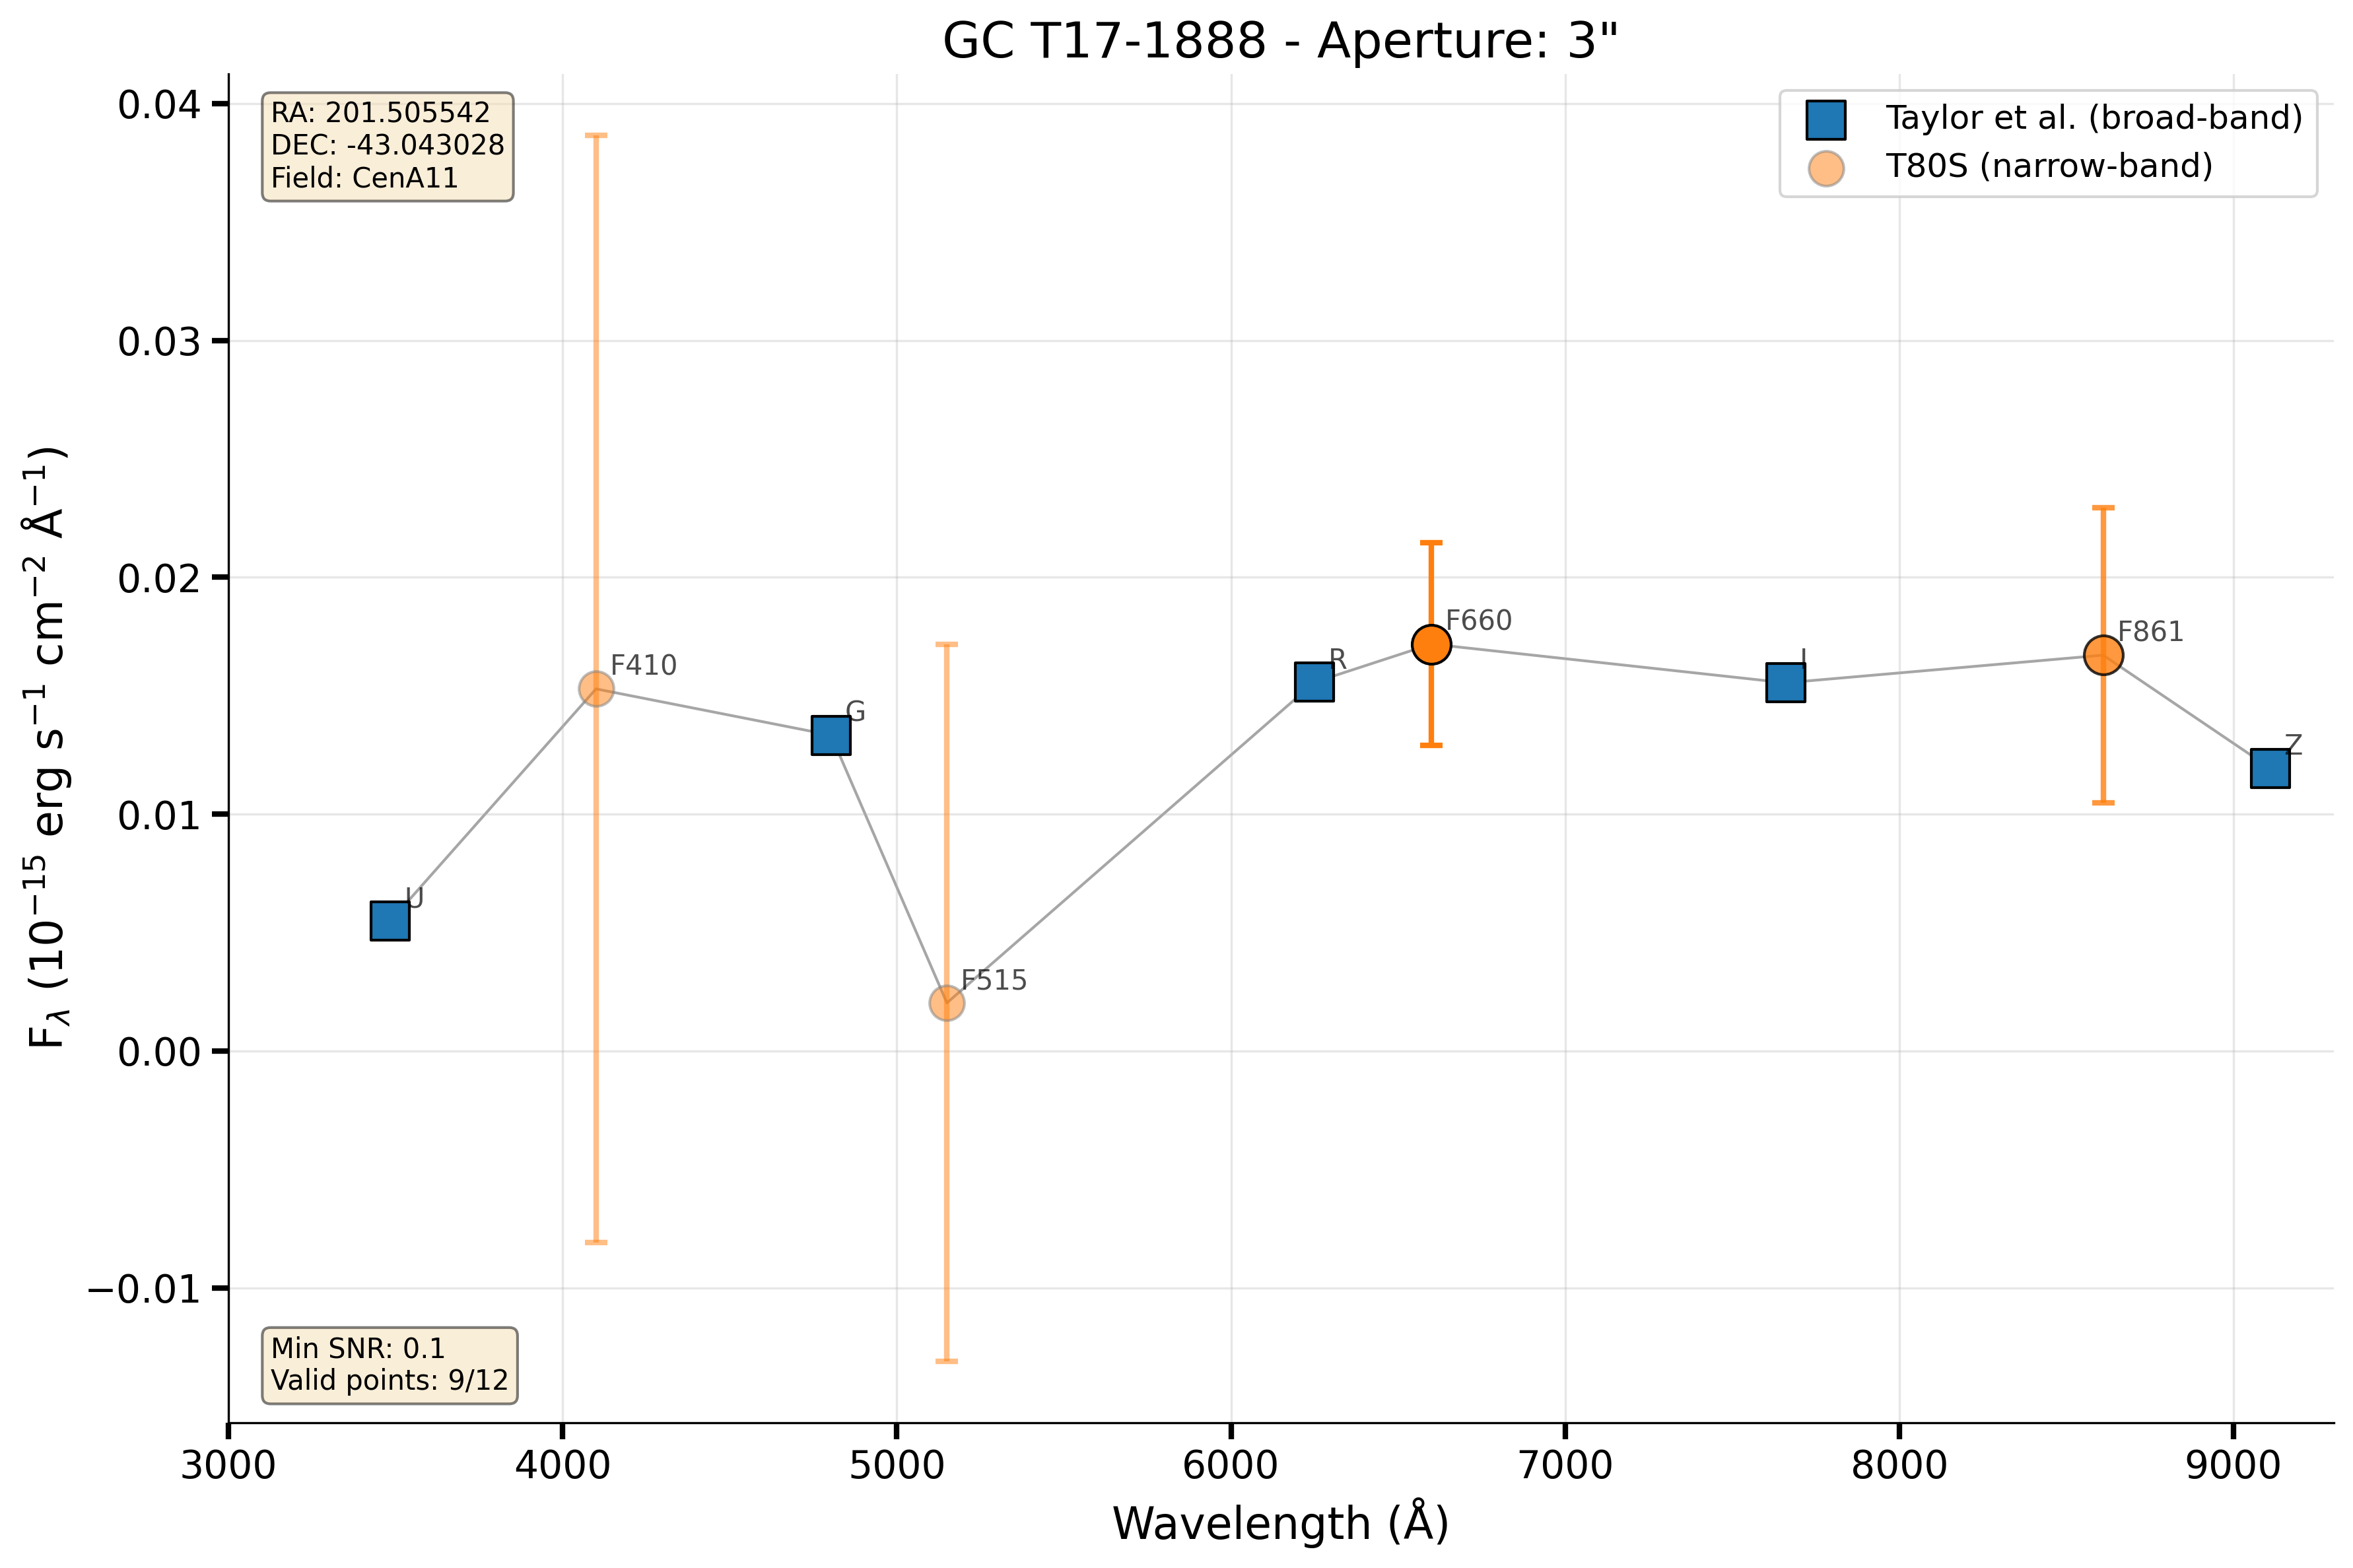 GC T17-1888 - Aperture: 3"
RA: 201.505542
DEC: -43.043028
Field: CenA11
Taylor et al. (broad-band)
T80S (narrow-band)
0.04
0.03
0.02
0.01
0.00
−0.01
F_λ (10⁻¹⁵ erg s⁻¹ cm⁻² Å⁻¹)
U
F410
G
F515
R
F660
I
F861
Z
Min SNR: 0.1
Valid points: 9/12
3000 4000 5000 6000 7000 8000 9000
Wavelength (Å)